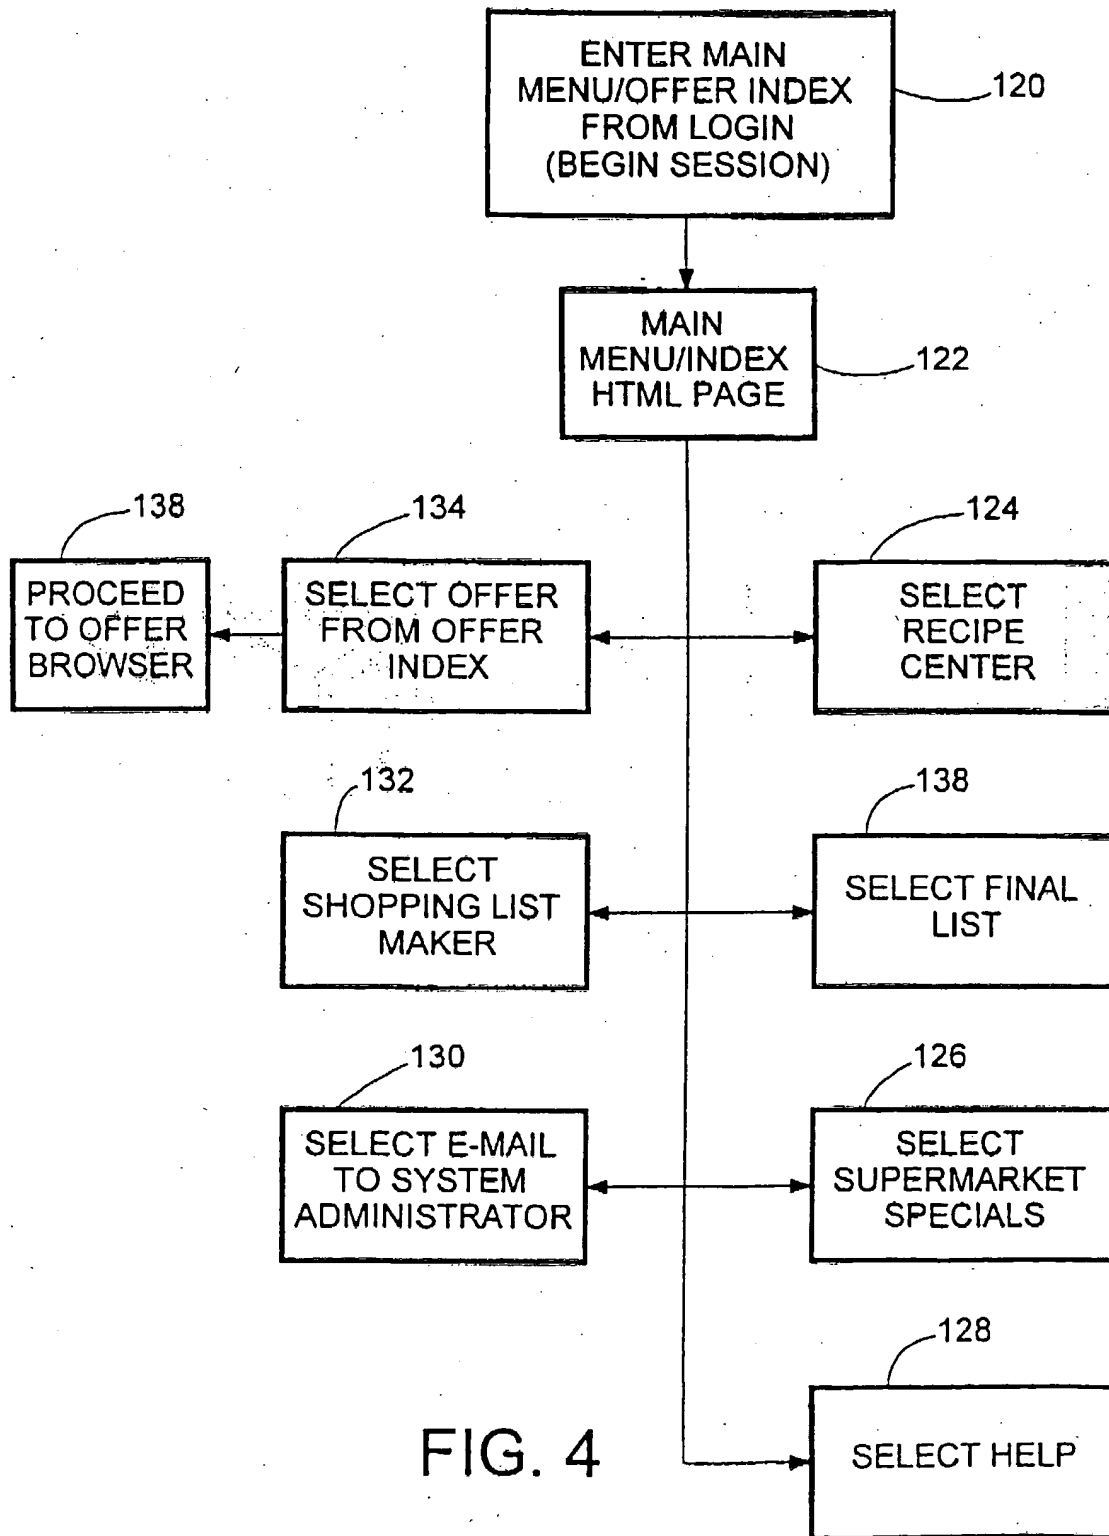 ENTER MAIN
MENU/OFFER INDEX
FROM LOGIN
(BEGIN SESSION)
120
MAIN
MENU/INDEX
HTML PAGE
122
138
PROCEED
TO OFFER
BROWSER
134
SELECT OFFER
FROM OFFER
INDEX
124
SELECT
RECIPE
CENTER
132
SELECT
SHOPPING LIST
MAKER
138
SELECT FINAL
LIST
130
SELECT E-MAIL
TO SYSTEM
ADMINISTRATOR
126
SELECT
SUPERMARKET
SPECIALS
128
SELECT HELP
FIG. 4